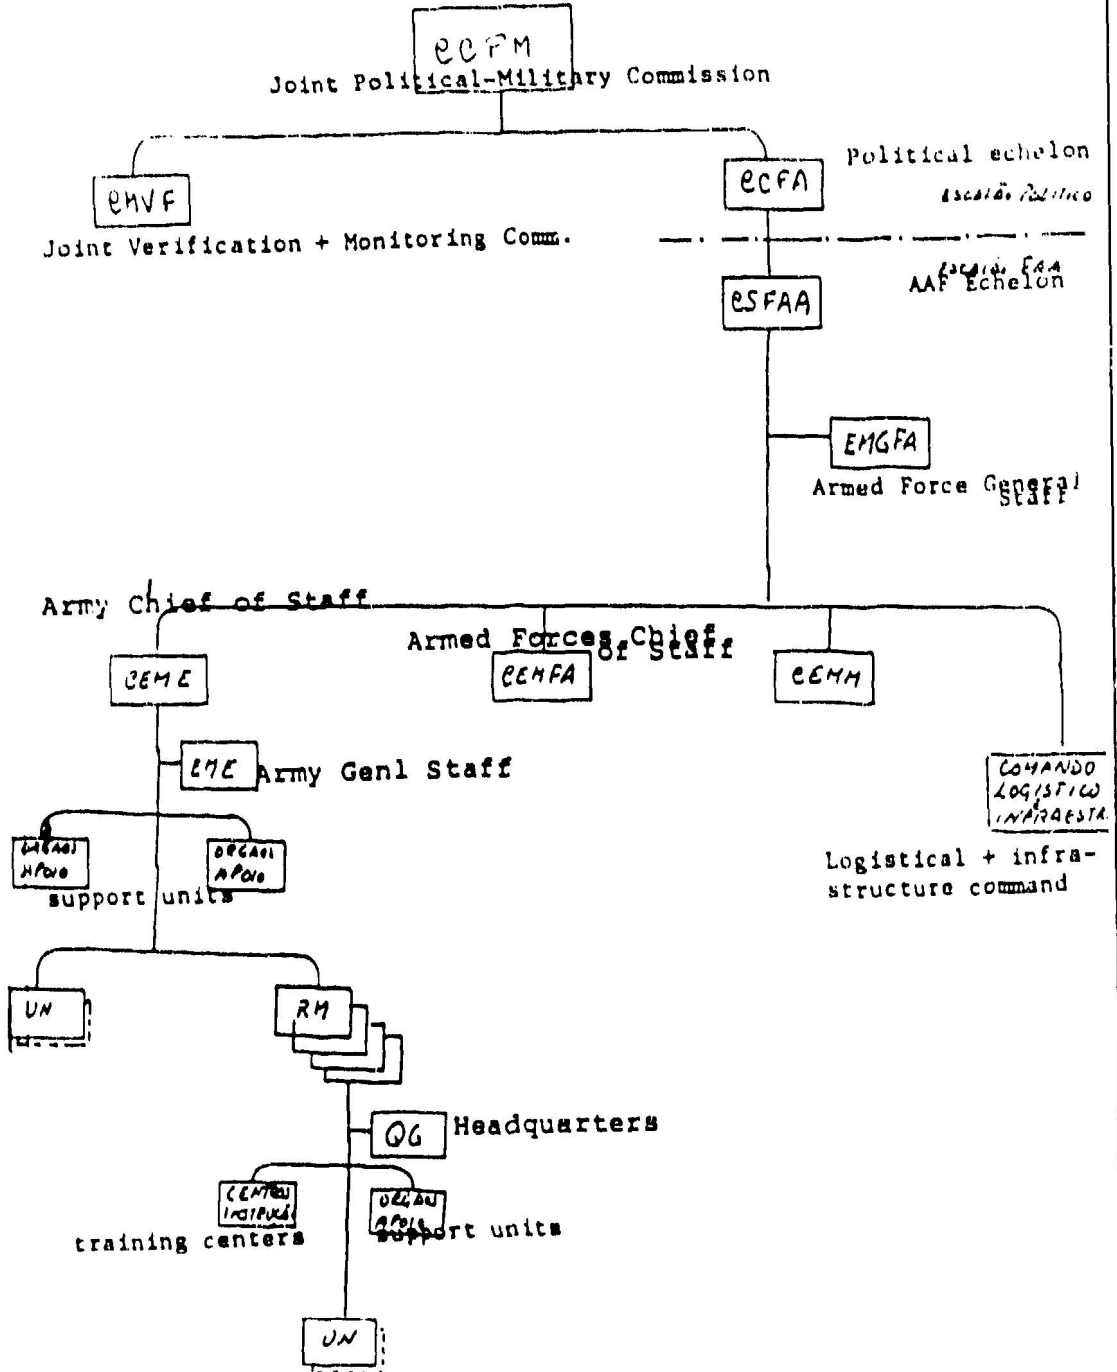 CCFM
Joint Political-Military Commission
Political echelon
CMVF
CCFA
ESCALÃO POLITICO
Joint Verification + Monitoring Comm.
ESCALÃO FAA
AAF Echelon
CSFAA
EMGFA
Armed Force General
Staff
Army Chief of Staff
Armed Forces Chief
of Staff
CEME
CEMFA
CEMM
EME
Army Genl Staff
COMANDO
LOGISTICO
E
INFRAESTR.
ORGAOS
APOIO
ORGAOS
APOIO
support units
Logistical + infra-
structure command
UN
RM
QG
Headquarters
CENTROS
ORGAOS
APOIO
training centers
support units
UN